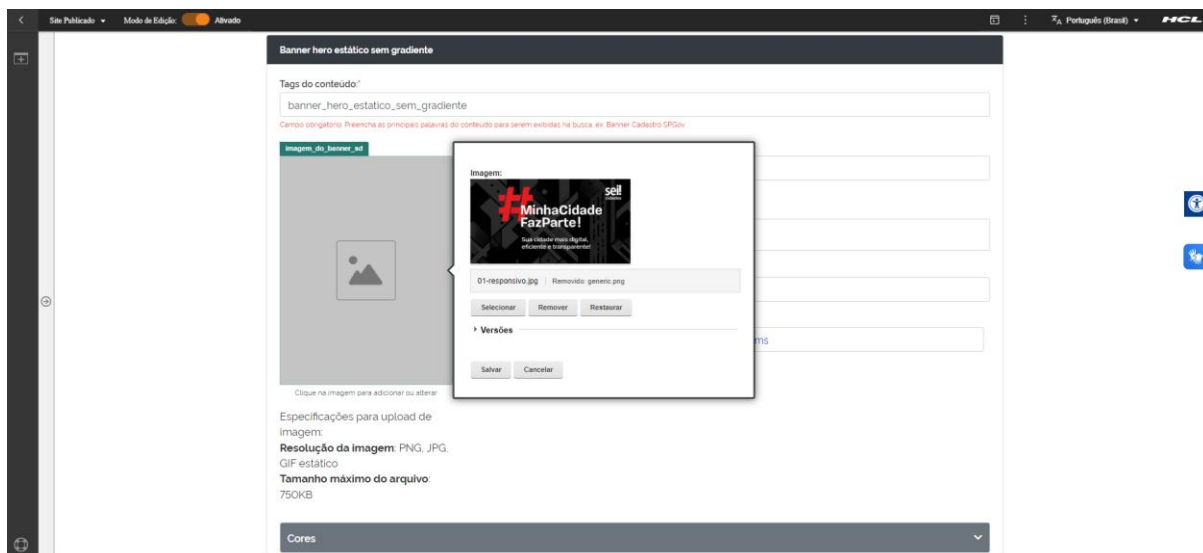 Site Publicado
Modo de Edição:
Ativado
Português (Brasil)
HCL
Banner hero estático sem gradiente
Tags do conteúdo:*
banner_hero_estatico_sem_gradiente
Campo obrigatório. Preencha as principais palavras do conteúdo para serem exibidas na busca. ex: Banner Cadastro SPGov
imagem_do_banner_sd
Imagem:
sei!
cidades
#MinhaCidade
FazParte!
Sua cidade mais digital,
eficiente e transparente!
01-responsivo.jpg
Removido: generic.png
Selecionar
Remover
Restaurar
Versões
ms
Salvar
Cancelar
Clique na imagem para adicionar ou alterar
Especificações para upload de
imagem:
Resolução da imagem: PNG, JPG,
GIF estático
Tamanho máximo do arquivo:
750KB
Cores